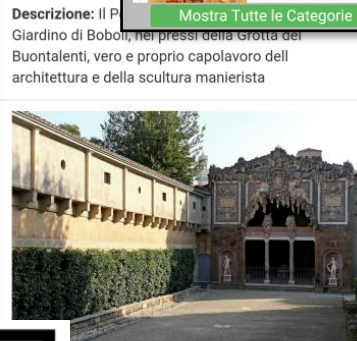 Descrizione: Il P
Mostra Tutte le Categorie
Giardino di Boboli, nei pressi della Grotta del
Buontalenti, vero e proprio capolavoro dell
architettura e della scultura manierista